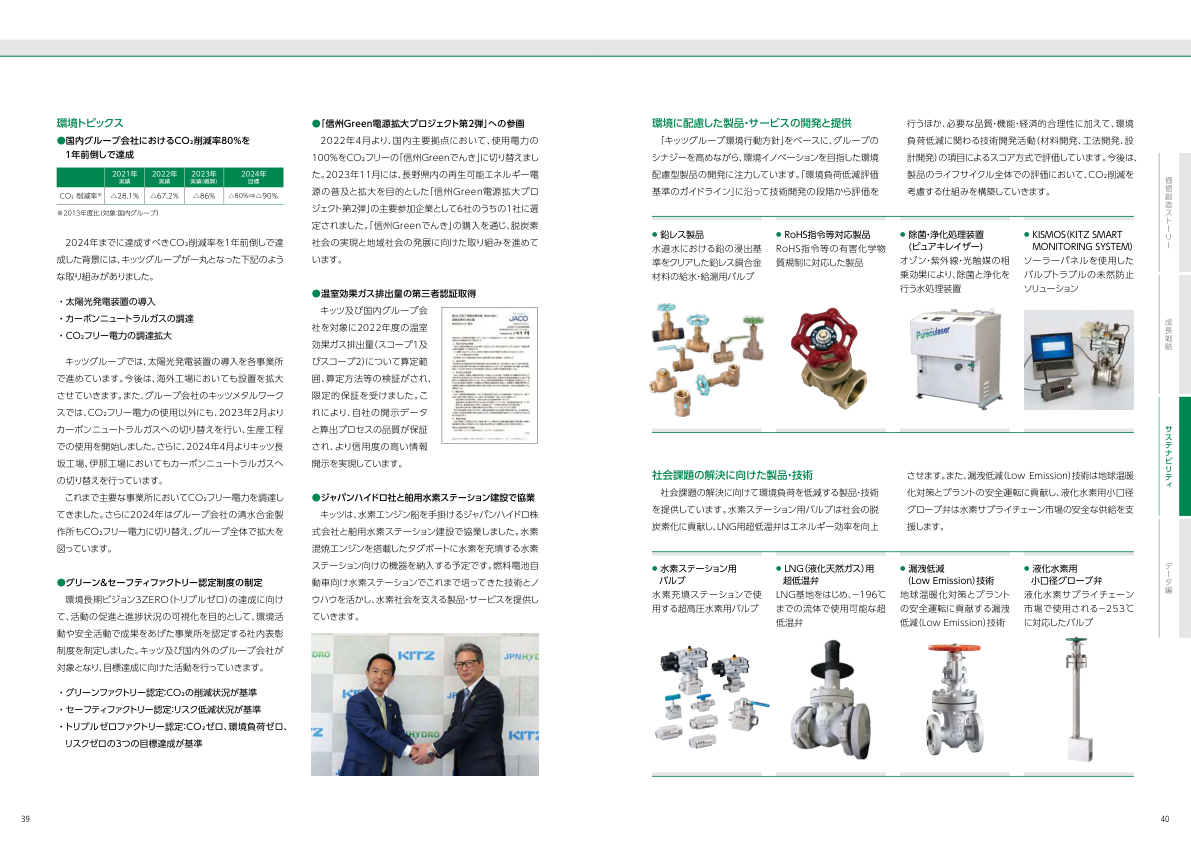 環境トピックス
●国内グループ会社におけるCO₂削減率80%を
1年前倒しで達成
2021年 実績 2022年 実績 2023年 実績(概算) 2024年 目標
CO₂ 削減率※ △28.1% △67.2% △86% △80%⇒△90%
※2013年度比(対象:国内グループ)
2024年までに達成すべきCO₂削減率を1年前倒しで達
成した背景には、キッツグループが一丸となった下記のよう
な取り組みがありました。
・太陽光発電装置の導入
・カーボンニュートラルガスの調達
・CO₂フリー電力の調達拡大
キッツグループでは、太陽光発電装置の導入を各事業所
で進めています。今後は、海外工場においても設置を拡大
させていきます。また、グループ会社のキッツメタルワーク
スでは、CO₂フリー電力の使用以外にも、2023年2月より
カーボンニュートラルガスへの切り替えを行い、生産工程
での使用を開始しました。さらに、2024年4月よりキッツ長
坂工場、伊那工場においてもカーボンニュートラルガスへ
の切り替えを行っています。
これまで主要な事業所においてCO₂フリー電力を調達し
てきました。さらに2024年はグループ会社の清水合金製
作所もCO₂フリー電力に切り替え、グループ全体で拡大を
図っています。
●グリーン&セーフティファクトリー認定制度の制定
環境長期ビジョン3ZERO(トリプルゼロ)の達成に向け
て、活動の促進と進捗状況の可視化を目的として、環境活
動や安全活動で成果をあげた事業所を認定する社内表彰
制度を制定しました。キッツ及び国内外のグループ会社が
対象となり、目標達成に向けた活動を行っていきます。
・グリーンファクトリー認定:CO₂の削減状況が基準
・セーフティファクトリー認定:リスク低減状況が基準
・トリプルゼロファクトリー認定:CO₂ゼロ、環境負荷ゼロ、
リスクゼロの3つの目標達成が基準
●「信州Green電源拡大プロジェクト第2弾」への参画
2022年4月より、国内主要拠点において、使用電力の
100%をCO₂フリーの「信州Greenでんき」に切り替えまし
た。2023年11月には、長野県内の再生可能エネルギー電
源の普及と拡大を目的とした「信州Green電源拡大プロ
ジェクト第2弾」の主要参加企業として6社のうちの1社に選
定されました。「信州Greenでんき」の購入を通じ、脱炭素
社会の実現と地域社会の発展に向けた取り組みを進めて
います。
●温室効果ガス排出量の第三者認証取得
キッツ及び国内グループ会
社を対象に2022年度の温室
効果ガス排出量(スコープ1及
びスコープ2)について算定範
囲、算定方法等の検証がされ、
限定的保証を受けました。こ
れにより、自社の開示データ
と算出プロセスの品質が保証
され、より信用度の高い情報
開示を実現しています。
JACO
●ジャパンハイドロ社と舶用水素ステーション建設で協業
キッツは、水素エンジン船を手掛けるジャパンハイドロ株
式会社と舶用水素ステーション建設で協業しました。水素
混焼エンジンを搭載したタグボートに水素を充填する水素
ステーション向けの機器を納入する予定です。燃料電池自
動車向け水素ステーションでこれまで培ってきた技術とノ
ウハウを活かし、水素社会を支える製品・サービスを提供し
ていきます。
DRO KITZ JPNHYD
39
環境に配慮した製品・サービスの開発と提供
「キッツグループ環境行動方針」をベースに、グループの
シナジーを高めながら、環境イノベーションを目指した環境
配慮型製品の開発に注力しています。「環境負荷低減評価
基準のガイドライン」に沿って技術開発の段階から評価を
行うほか、必要な品質・機能・経済的合理性に加えて、環境
負荷低減に関わる技術開発活動(材料開発、工法開発、設
計開発)の項目によるスコア方式で評価しています。今後は、
製品のライフサイクル全体での評価において、CO₂削減を
考慮する仕組みを構築していきます。
● 鉛レス製品
水道水における鉛の浸出基
準をクリアした鉛レス銅合金
材料の給水・給湯用バルブ
● RoHS指令等対応製品
RoHS指令等の有害化学物
質規制に対応した製品
● 除菌・浄化処理装置
(ピュアキレイザー)
オゾン・紫外線・光触媒の相
乗効果により、除菌と浄化を
行う水処理装置
● KISMOS(KITZ SMART
MONITORING SYSTEM)
ソーラーパネルを使用した
バルブトラブルの未然防止
ソリューション
社会課題の解決に向けた製品・技術
社会課題の解決に向けて環境負荷を低減する製品・技術
を提供しています。水素ステーション用バルブは社会の脱
炭素化に貢献し、LNG用超低温弁はエネルギー効率を向上
させます。また、漏洩低減(Low Emission)技術は地球温暖
化対策とプラントの安全運転に貢献し、液化水素用小口径
グローブ弁は水素サプライチェーン市場の安全な供給を支
援します。
● 水素ステーション用
バルブ
水素充填ステーションで使
用する超高圧水素用バルブ
● LNG(液化天然ガス)用
超低温弁
LNG基地をはじめ、−196℃
までの流体で使用可能な超
低温弁
● 漏洩低減
(Low Emission)技術
地球温暖化対策とプラント
の安全運転に貢献する漏洩
低減(Low Emission)技術
● 液化水素用
小口径グローブ弁
液化水素サプライチェーン
市場で使用される−253℃
に対応したバルブ
価値創造ストーリー
成長戦略
サステナビリティ
データ編
40